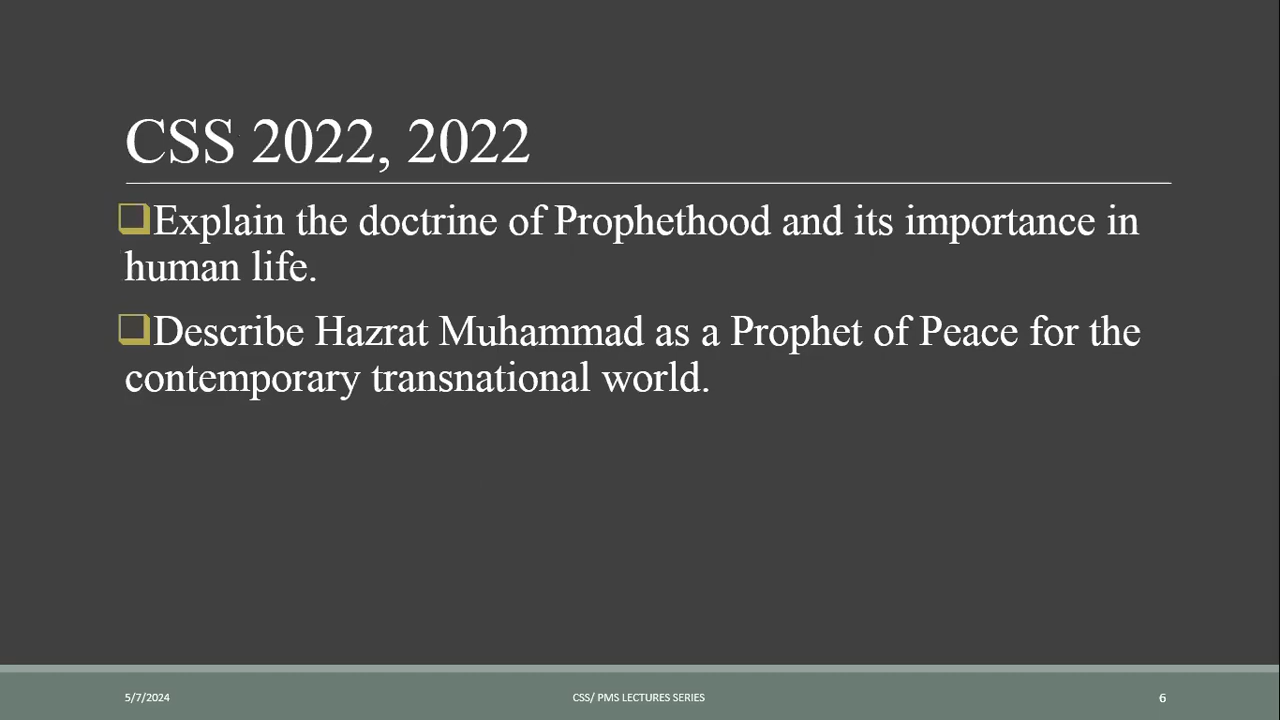 CSS 2022, 2022
Explain the doctrine of Prophethood and its importance in
human life.
Describe Hazrat Muhammad as a Prophet of Peace for the
contemporary transnational world.
5/7/2024
CSS/ PMS LECTURES SERIES
6